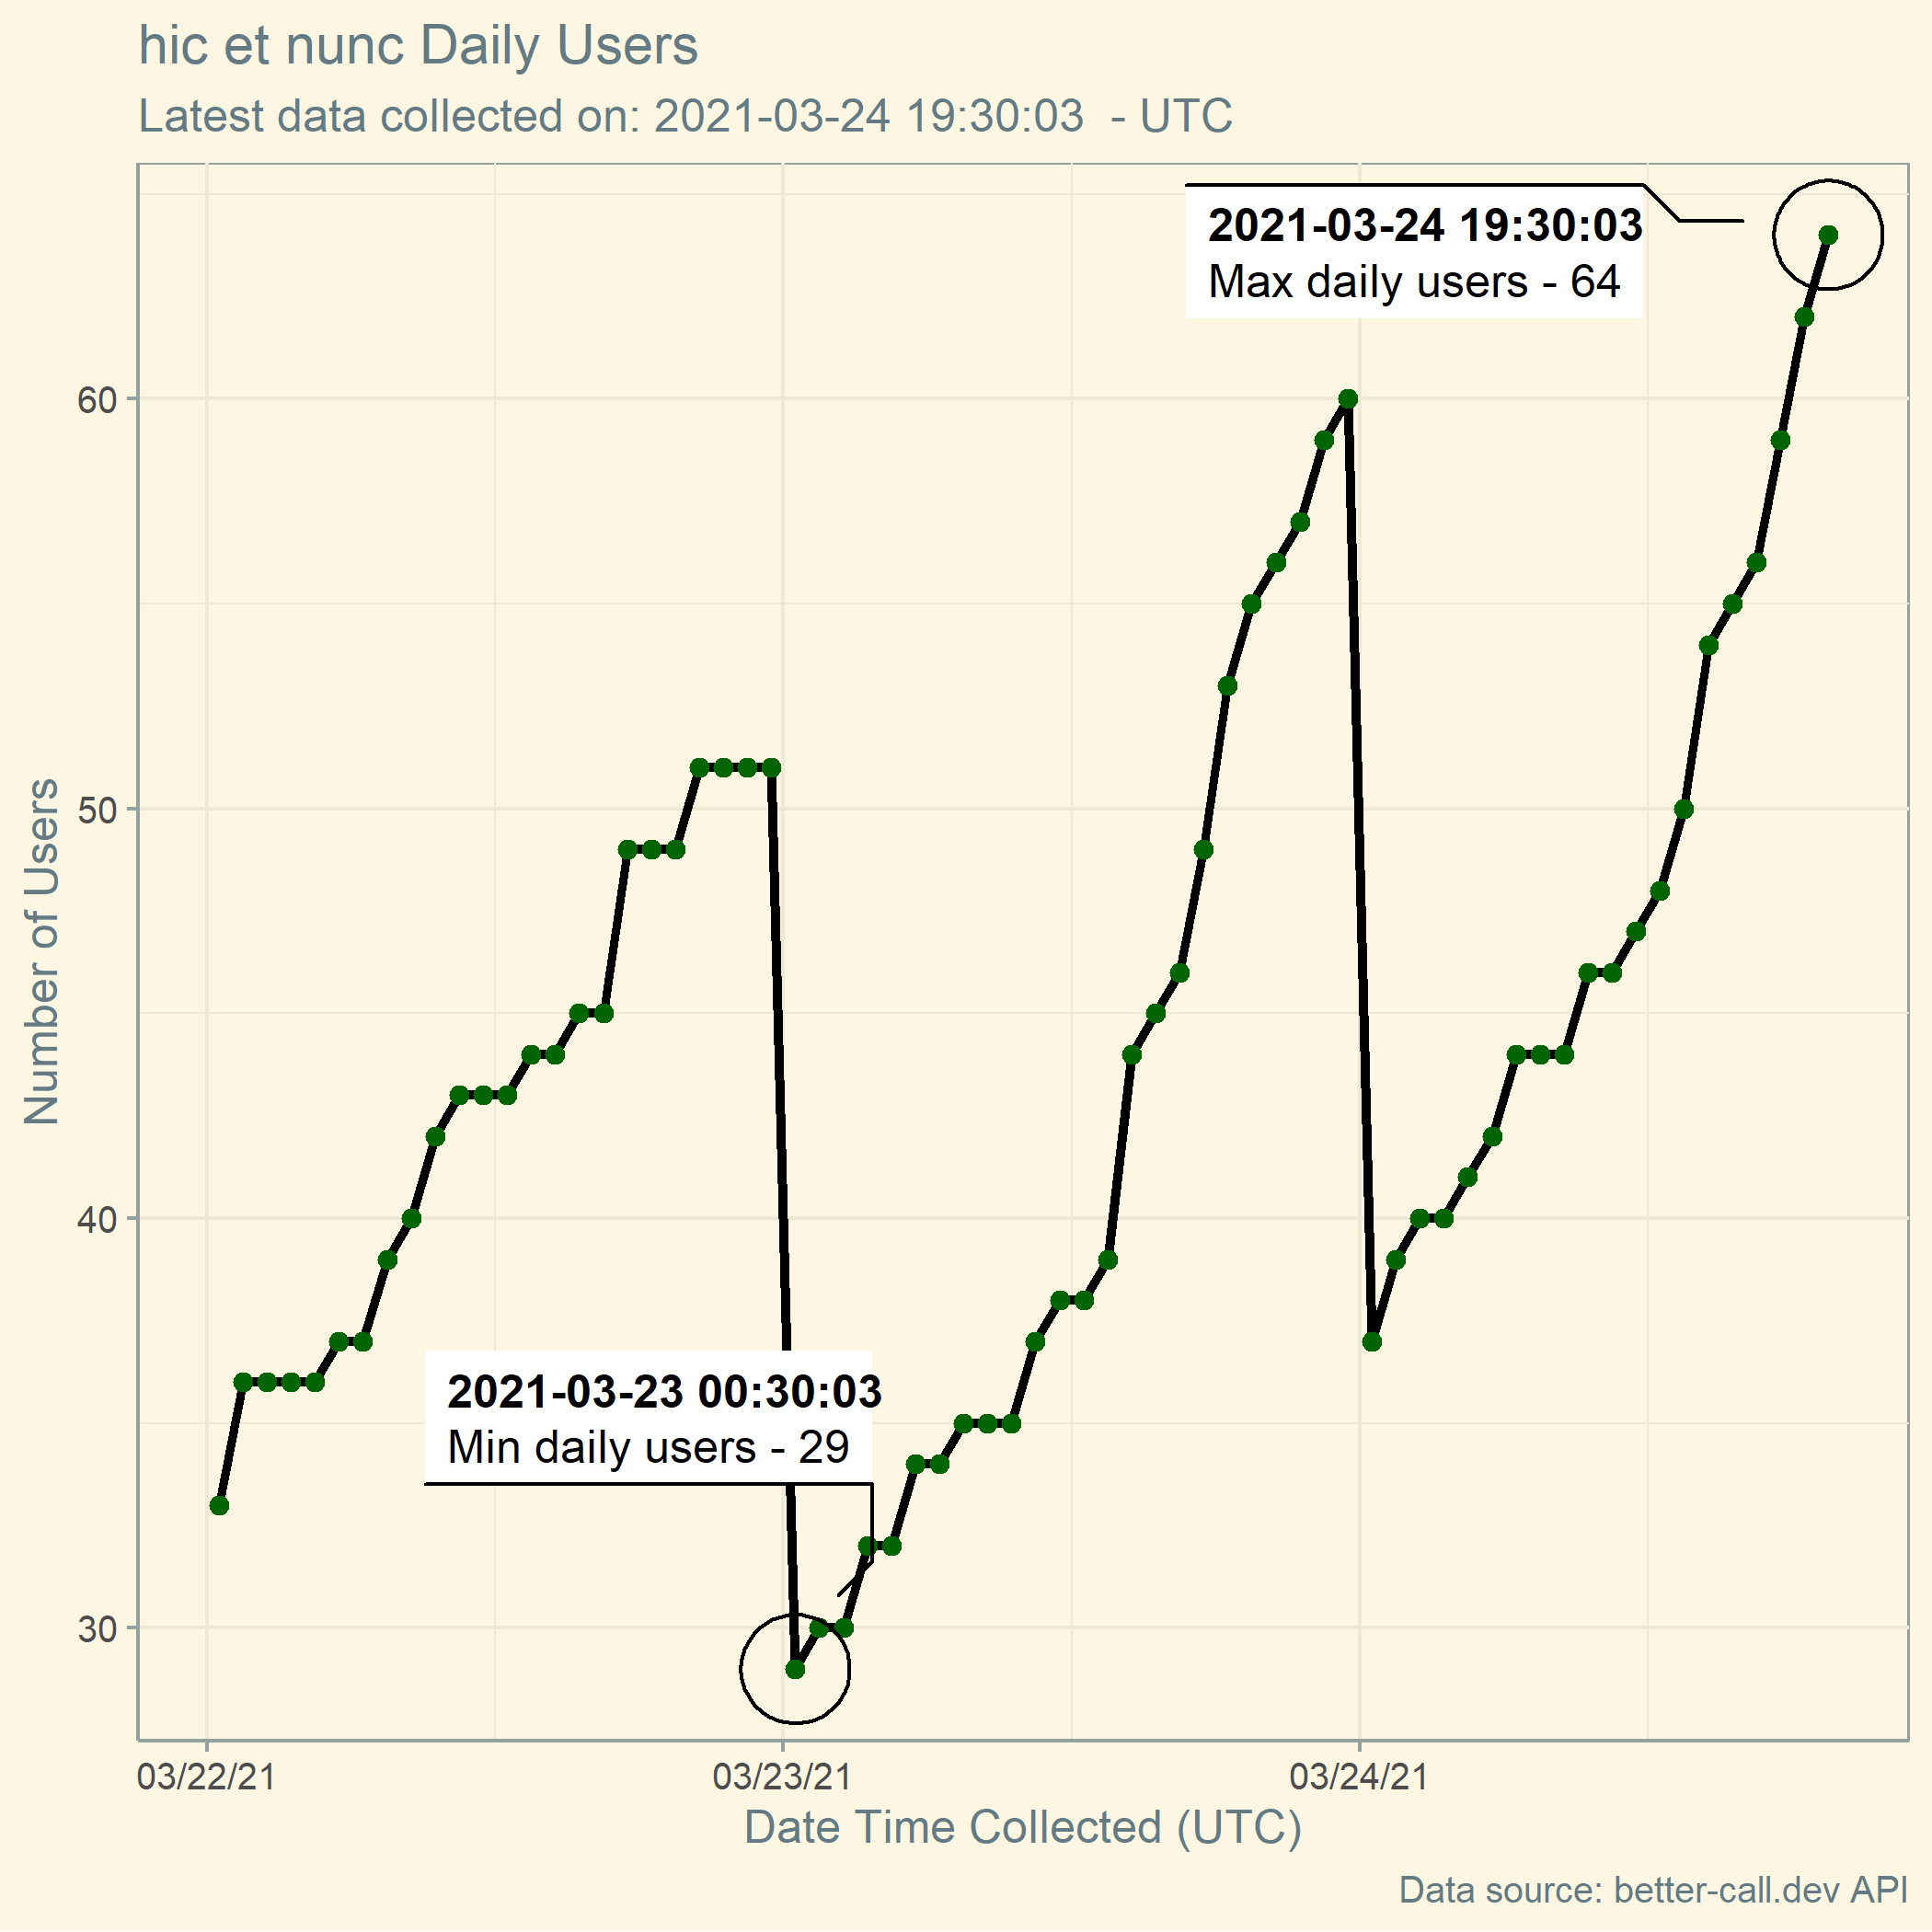 hic et nunc Daily Users
Latest data collected on: 2021-03-24 19:30:03  - UTC
2021-03-24 19:30:03
Max daily users - 64
60
50
40
30
Number of Users
2021-03-23 00:30:03
Min daily users - 29
03/22/21
03/23/21
03/24/21
Date Time Collected (UTC)
Data source: better-call.dev API